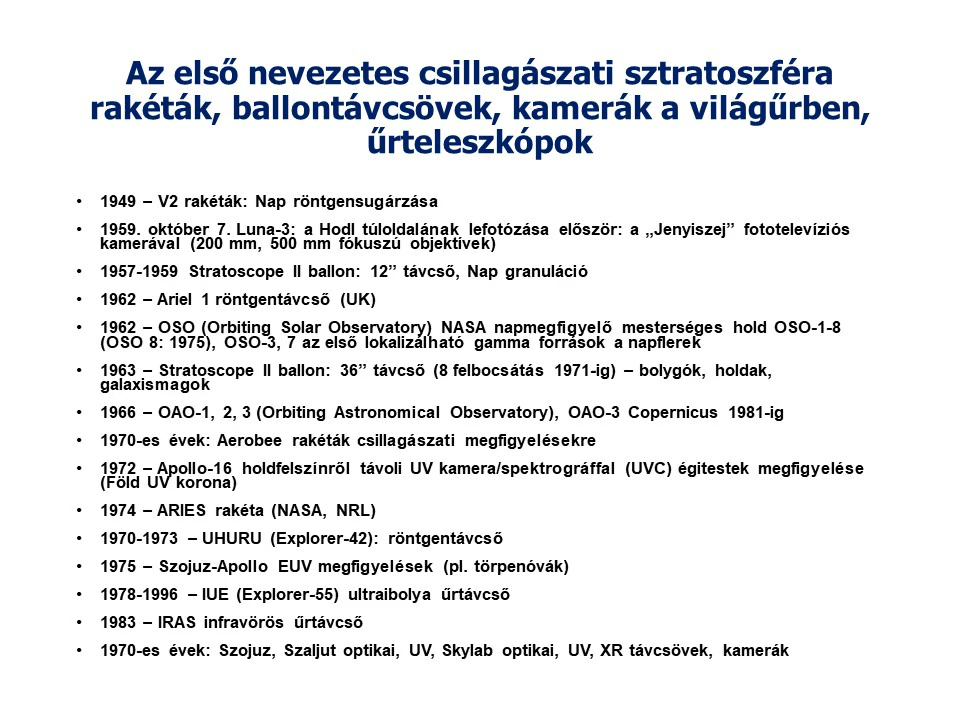 Az első nevezetes csillagászati sztratoszféra
rakéták, ballontávcsövek, kamerák a világűrben,
űrteleszkópok
• 1949 – V2 rakéták: Nap röntgensugárzása
• 1959. október 7. Luna-3: a Hodl túloldalának lefotózása először: a „Jenyiszej” fototelevíziós
kamerával (200 mm, 500 mm fókuszú objektívek)
• 1957-1959 Stratoscope II ballon: 12” távcső, Nap granuláció
• 1962 – Ariel 1 röntgentávcső (UK)
• 1962 – OSO (Orbiting Solar Observatory) NASA napmegfigyelő mesterséges hold OSO-1-8
(OSO 8: 1975), OSO-3, 7 az első lokalizálható gamma források a napflerek
• 1963 – Stratoscope II ballon: 36” távcső (8 felbocsátás 1971-ig) – bolygók, holdak,
galaxismagok
• 1966 – OAO-1, 2, 3 (Orbiting Astronomical Observatory), OAO-3 Copernicus 1981-ig
• 1970-es évek: Aerobee rakéták csillagászati megfigyelésekre
• 1972 – Apollo-16 holdfelszínről távoli UV kamera/spektrográffal (UVC) égitestek megfigyelése
(Föld UV korona)
• 1974 – ARIES rakéta (NASA, NRL)
• 1970-1973 – UHURU (Explorer-42): röntgentávcső
• 1975 – Szojuz-Apollo EUV megfigyelések (pl. törpenóvák)
• 1978-1996 – IUE (Explorer-55) ultraibolya űrtávcső
• 1983 – IRAS infravörös űrtávcső
• 1970-es évek: Szojuz, Szaljut optikai, UV, Skylab optikai, UV, XR távcsövek, kamerák